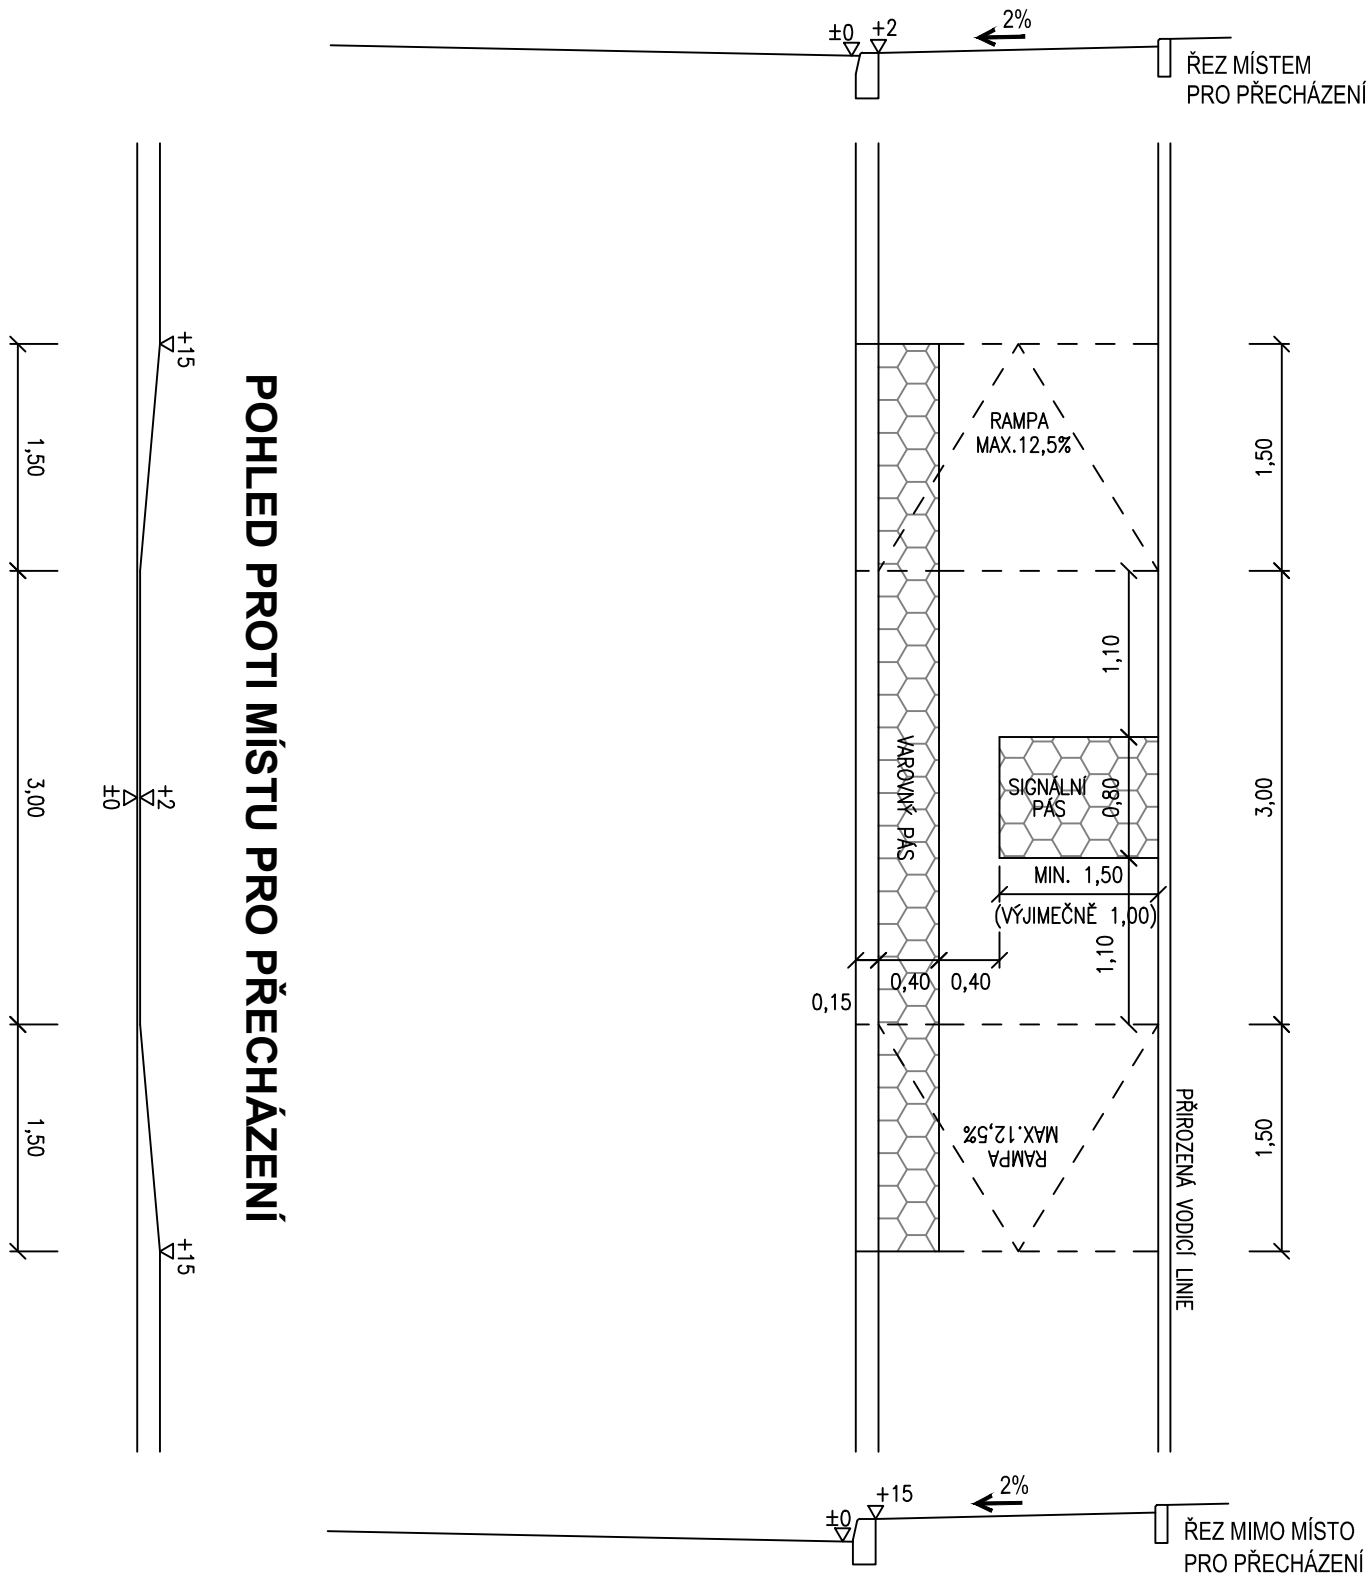 ±0
+2
2%
ŘEZ MÍSTEM
PRO PŘECHÁZENÍ
+15
1,50
3,00
1,50
+2
±0
+15
POHLED PROTI MÍSTU PRO PŘECHÁZENÍ
RAMPA
MAX.12,5%
1,50
1,10
VAROVNÝ PÁS
SIGNÁLNÍ
PÁS
0,80
3,00
MIN. 1,50
(VÝJIMEČNĚ 1,00)
1,10
0,15
0,40
0,40
RAMPA
MAX.12,5%
PŘIROZENÁ VODICÍ LINIE
1,50
±0
+15
2%
ŘEZ MIMO MÍSTO
PRO PŘECHÁZENÍ